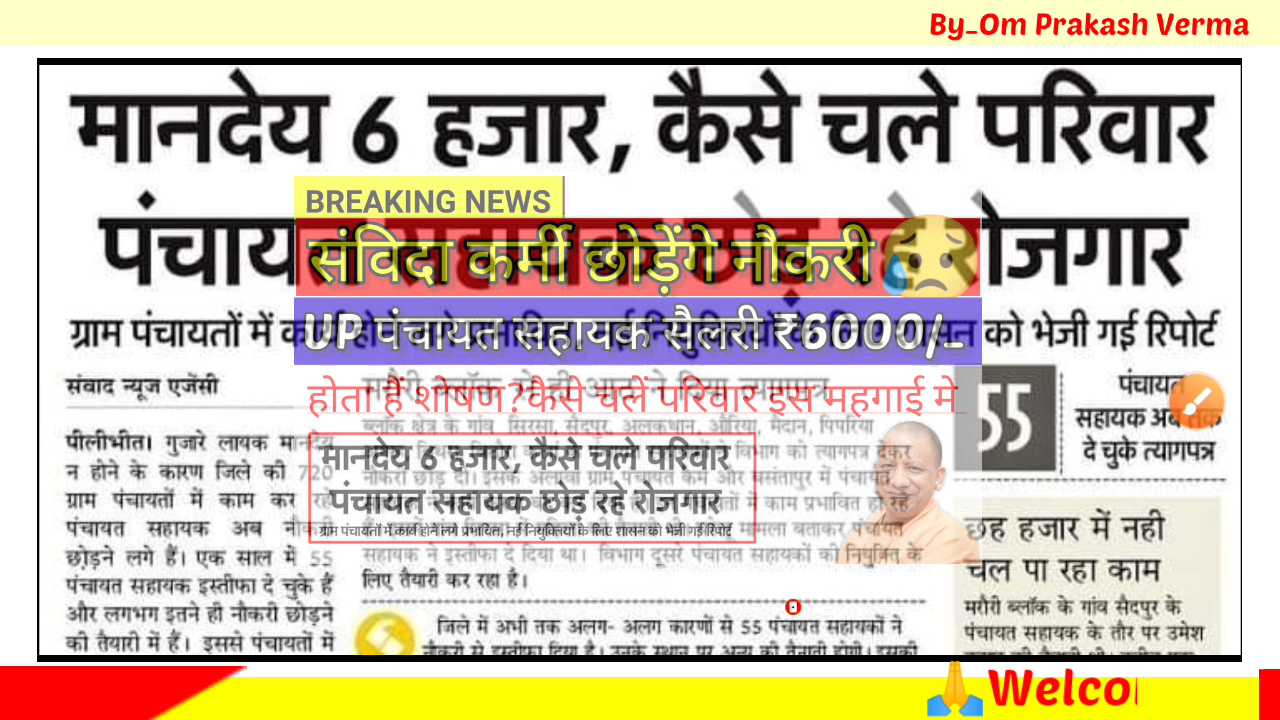 By_Om Prakash Verma
मानदेय 6 हजार, कैसे चले परिवार
BREAKING NEWS
संविदा कर्मी छोड़ेंगे नौकरी
रोजगार
UP पंचायत सहायक सैलरी ₹6000/-
ग्राम पंचायतों में
को भेजी गई रिपोर्ट
होता हैं शोषण?कैसे चलें परिवार इस महगाई मे
मानदेय 6 हजार, कैसे चले परिवार
पंचायत सहायक छोड़ रहे रोजगार
ग्राम पंचायतों में कार्य होने लगे प्रभावित, नई नियुक्तियों के लिए शासन को भेजी गई रिपोर्ट
संवाद न्यूज एजेंसी
पीलीभीत। गुजारे लायक मानदेय
न होने के कारण जिले की 720
ग्राम पंचायतों में काम कर रहे
पंचायत सहायक अब नौकरी
छोड़ने लगे हैं। एक साल में 55
पंचायत सहायक इस्तीफा दे चुके हैं
और लगभग इतने ही नौकरी छोड़ने
की तैयारी में हैं। इससे पंचायतों में
सहायक ने इस्तीफा दे दिया था। विभाग दूसरे पंचायत सहायकों की नियुक्ति के
लिए तैयारी कर रहा है।
जिले में अभी तक अलग- अलग कारणों से 55 पंचायत सहायकों ने
55
पंचायत
सहायक अब तक
दे चुके त्यागपत्र
छह हजार में नही
चल पा रहा काम
मरौरी ब्लॉक के गांव सैदपुर के
पंचायत सहायक के तौर पर उमेश
Welco